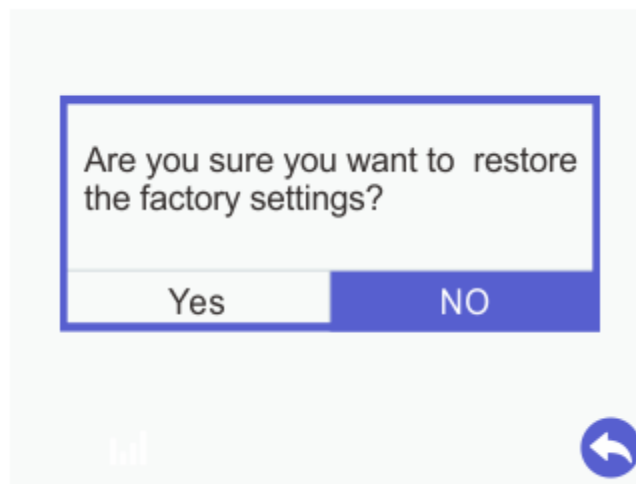 Are you sure you want to  restore
the factory settings?
Yes
NO